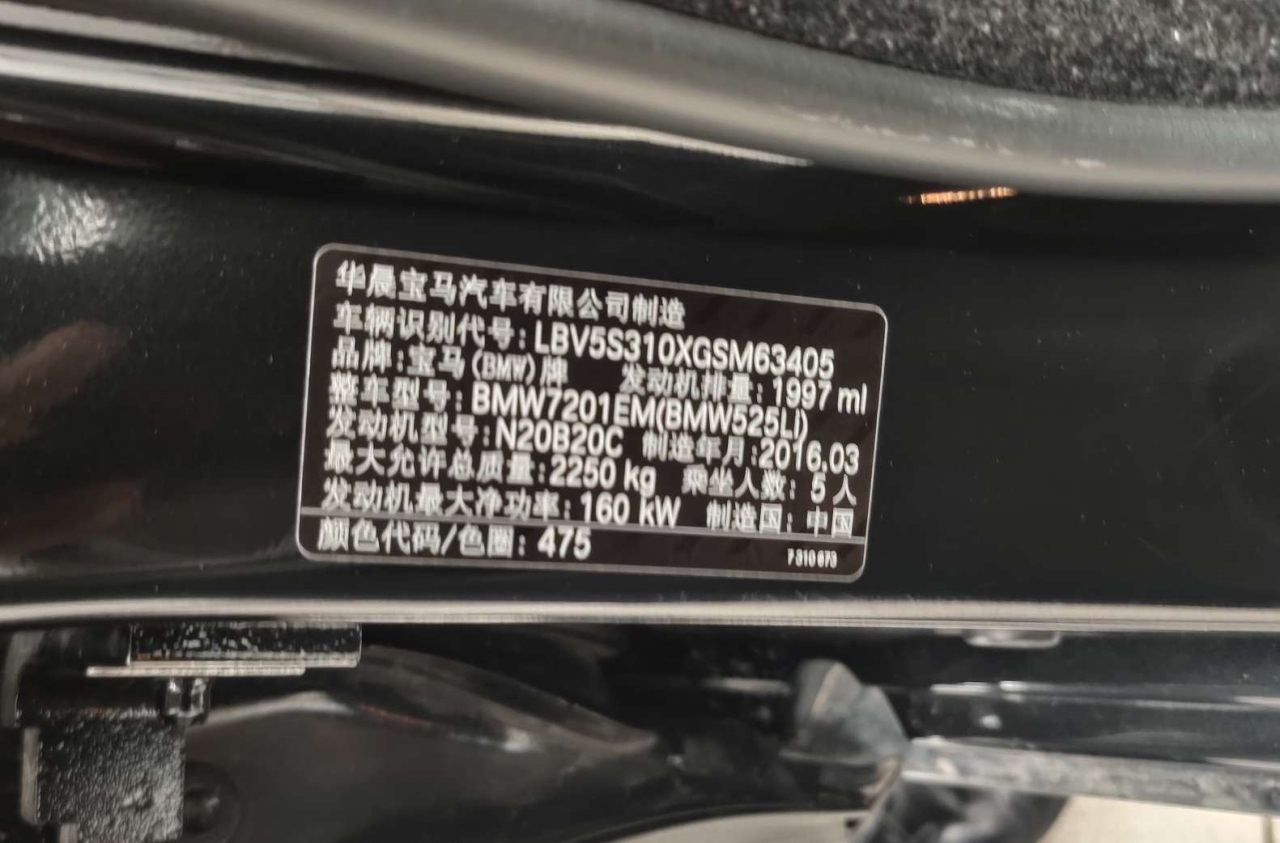 华晨宝马汽车有限公司制造
车辆识别代号: LBV5S310XGSM63405
品牌: 宝马(BMW)牌 发动机排量: 1997 ml
整车型号: BMW7201EM(BMW525LI)
发动机型号: N20B20C 制造年月: 2016.03
最大允许总质量: 2250 kg 乘坐人数: 5 人
发动机最大净功率: 160 kW 制造国: 中国
颜色代码/色圈: 475 7 310 673